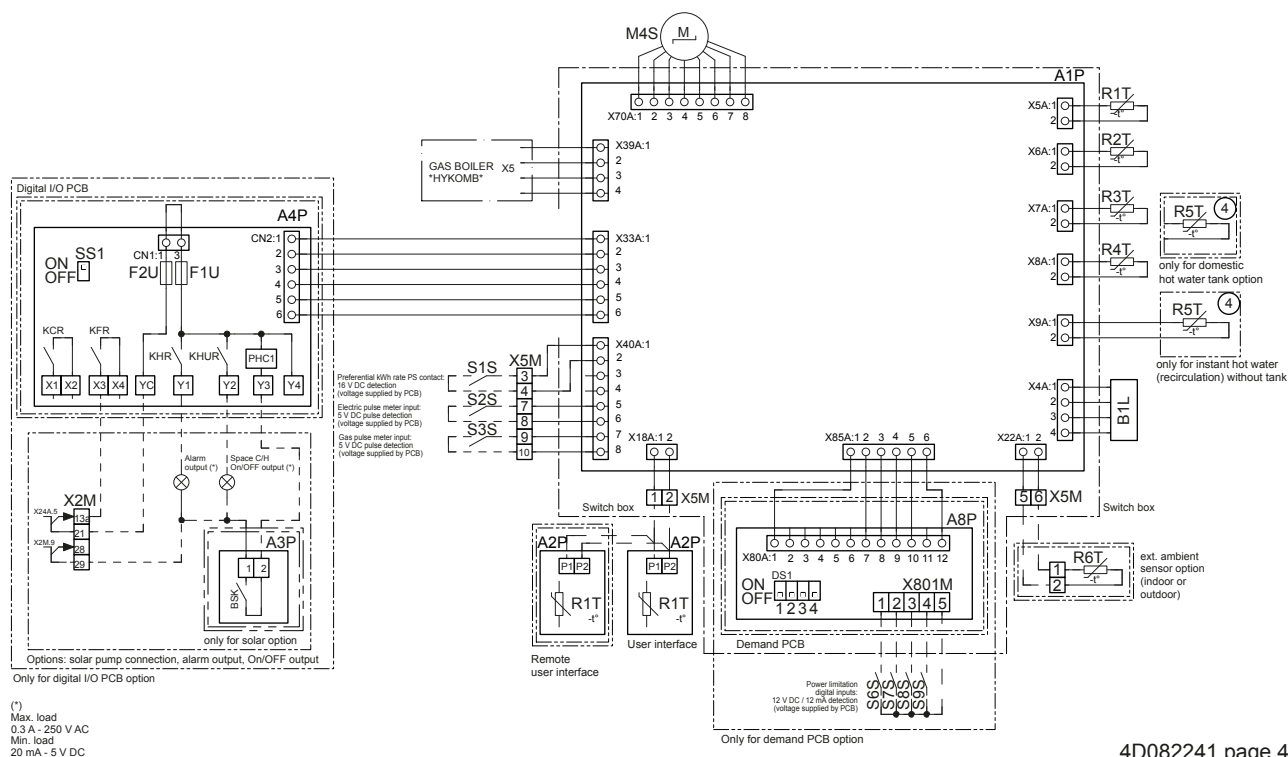 M4S
M
A1P
X70A:1 2 3 4 5 6 7 8
X5A:1
2
R1T
-t°
X6A:1
2
R2T
-t°
X7A:1
2
R3T
-t°
X8A:1
2
R4T
-t°
R5T
4
-t°
only for domestic
hot water tank option
X9A:1
2
R5T
4
-t°
only for instant hot water
(recirculation) without tank
X4A:1
2
3
4
B1L
GAS BOILER
*HYKOMB*
X5
X39A:1
2
3
4
Digital I/O PCB
A4P
CN2:1
2
3
4
5
6
X33A:1
2
3
4
5
6
ON
OFF
SS1
CN1:1 3
F2U
F1U
KCR
KFR
KHR
KHUR
PHC1
X1 X2 X3 X4 YC Y1 Y2 Y3 Y4
X40A:1
2
3
4
5
6
7
8
Preferential kWh rate PS contact:
16 V DC detection
(voltage supplied by PCB)
S1S
X5M
3
4
Electric pulse meter input:
5 V DC pulse detection
(voltage supplied by PCB)
S2S
7
8
Gas pulse meter input:
5 V DC pulse detection
(voltage supplied by PCB)
S3S
9
10
Alarm
output (*)
Space C/H
On/OFF output (*)
X2M
X24A.5
13a
21
X2M.9
28
29
A3P
1 2
BSK
only for solar option
Options: solar pump connection, alarm output, On/OFF output
Only for digital I/O PCB option
X18A:1 2
1 2 X5M
Switch box
A2P
P1 P2
R1T
-t°
Remote
user interface
A2P
P1 P2
R1T
-t°
User interface
X85A:1 2 3 4 5 6
A8P
X80A:1 2 3 4 5 6 7 8 9 10 11 12
DS1
ON
OFF
1 2 3 4
X801M
1 2 3 4 5
Demand PCB
Power limitation
digital inputs:
12 V DC / 12 mA detection
(voltage supplied by PCB)
S6S
S7S
S8S
S9S
Only for demand PCB option
X22A:1 2
5 6 X5M
Switch box
1
2
R6T
-t°
ext. ambient
sensor option
(indoor or
outdoor)
(*)
Max. load
0.3 A - 250 V AC
Min. load
20 mA - 5 V DC
4D082241 page 4